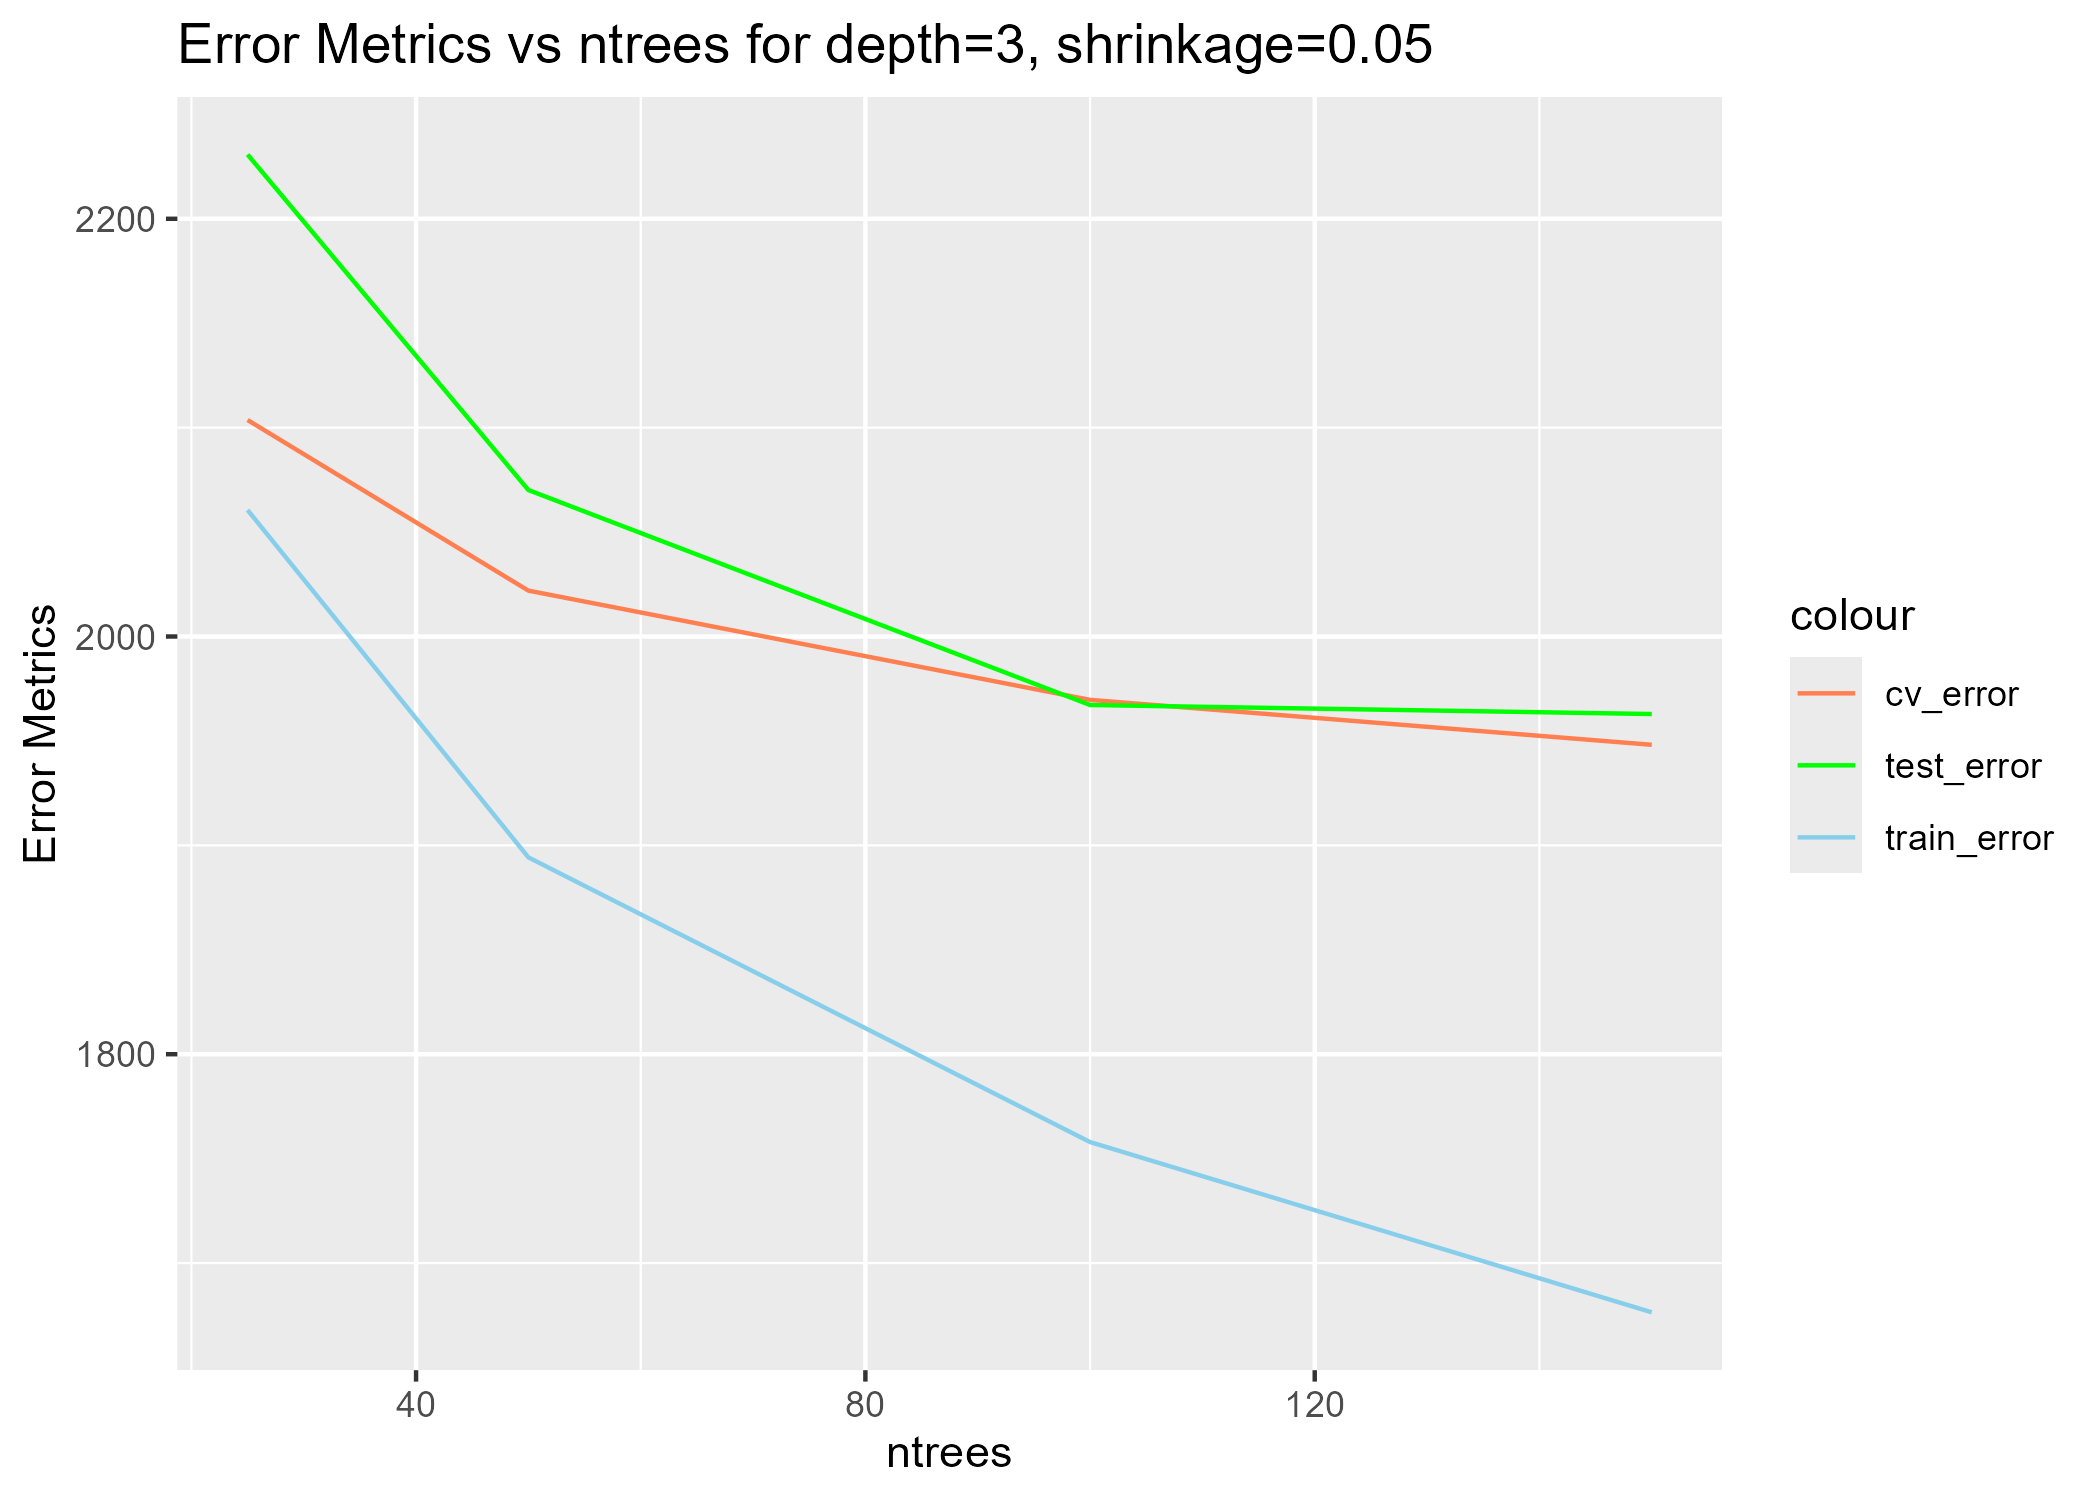 Error Metrics vs ntrees for depth=3, shrinkage=0.05
Error Metrics
2200
2000
1800
40 80 120
ntrees
colour
cv_error
test_error
train_error